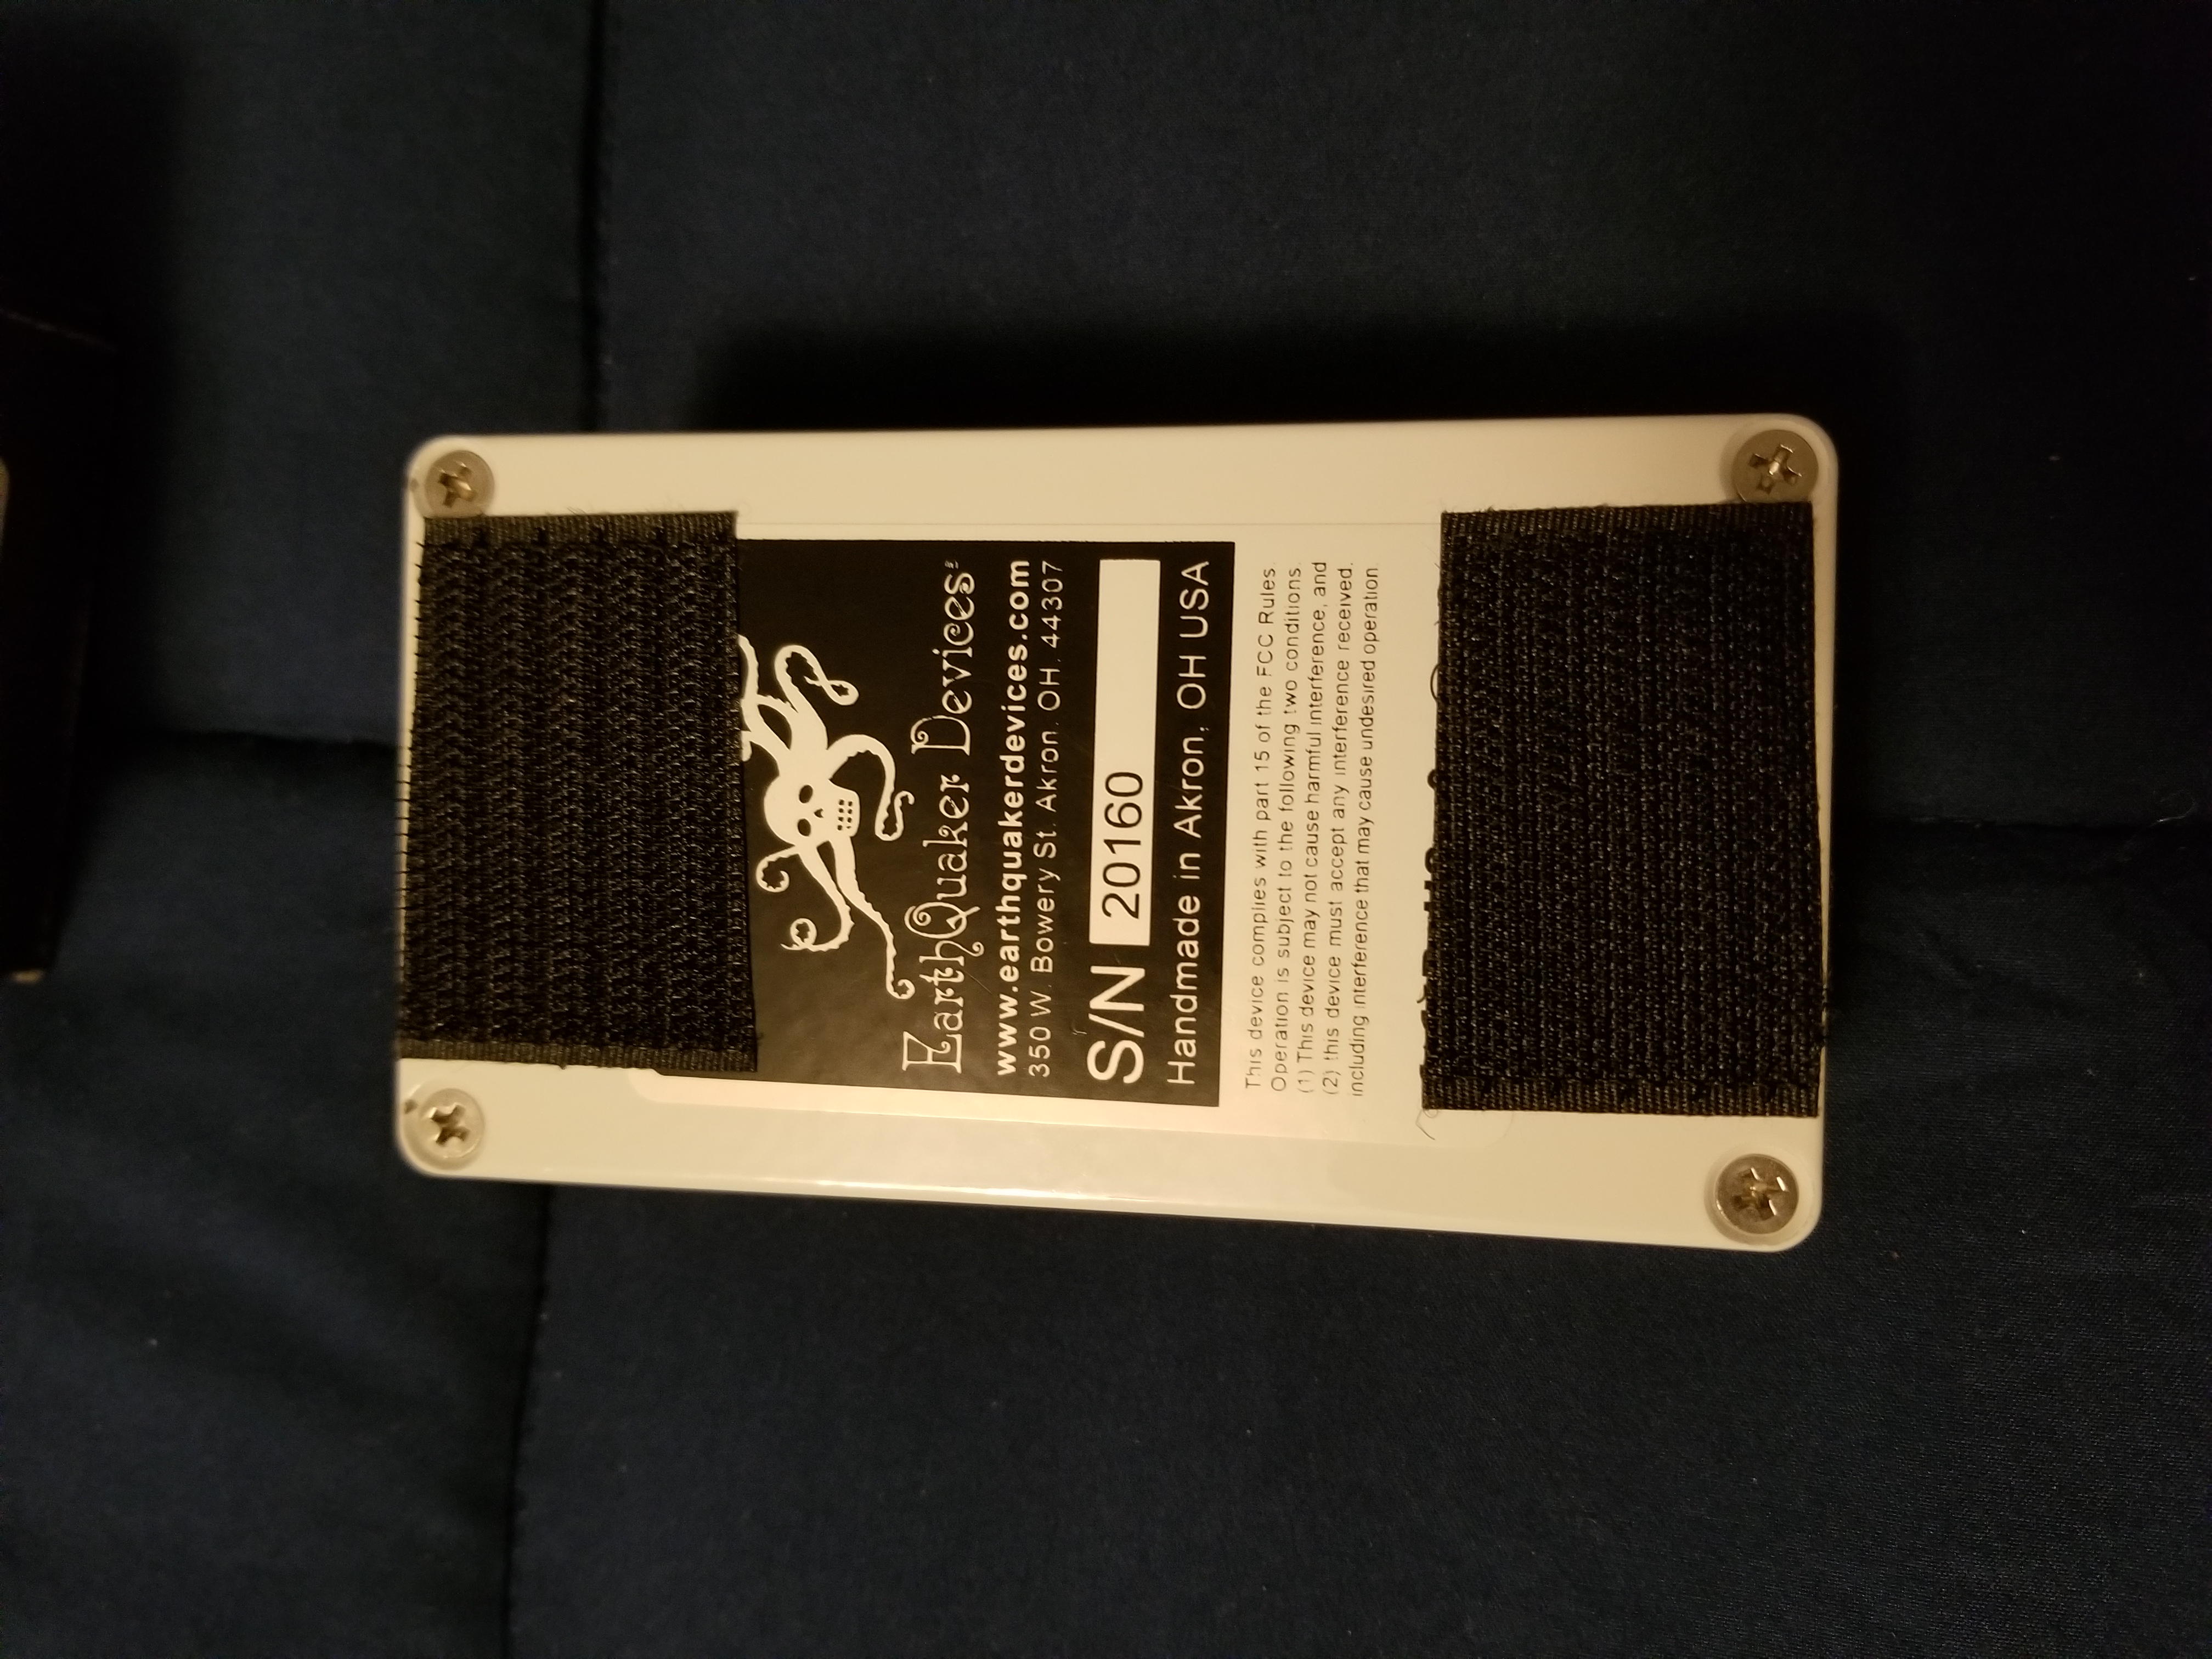 EarthQuaker Devices
www.earthquakerdevices.com
350 W. Bowery St. Akron, OH, 44307
S/N 20160
Handmade in Akron, OH USA
This device complies with part 15 of the FCC Rules.
Operation is subject to the following two conditions.
(1) This device may not cause harmful interference, and
(2) this device must accept any interference received,
including interference that may cause undesired operation